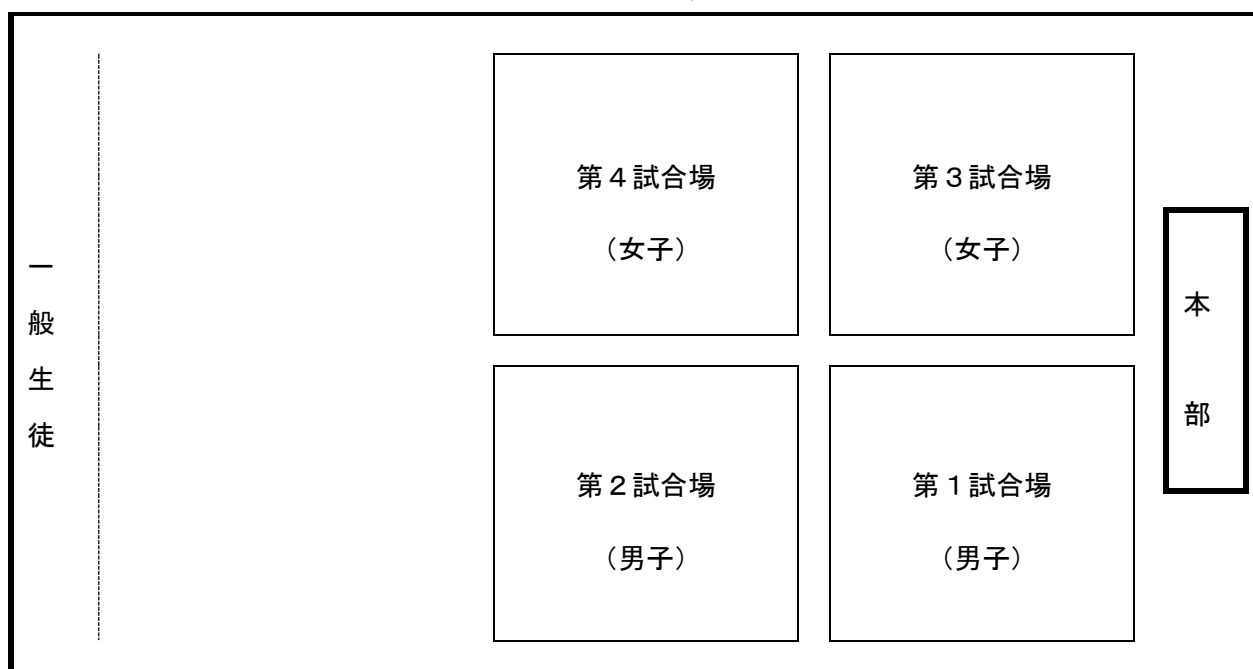 第４試合場
（女子）
第３試合場
（女子）
一般生徒
本部
第２試合場
（男子）
第１試合場
（男子）